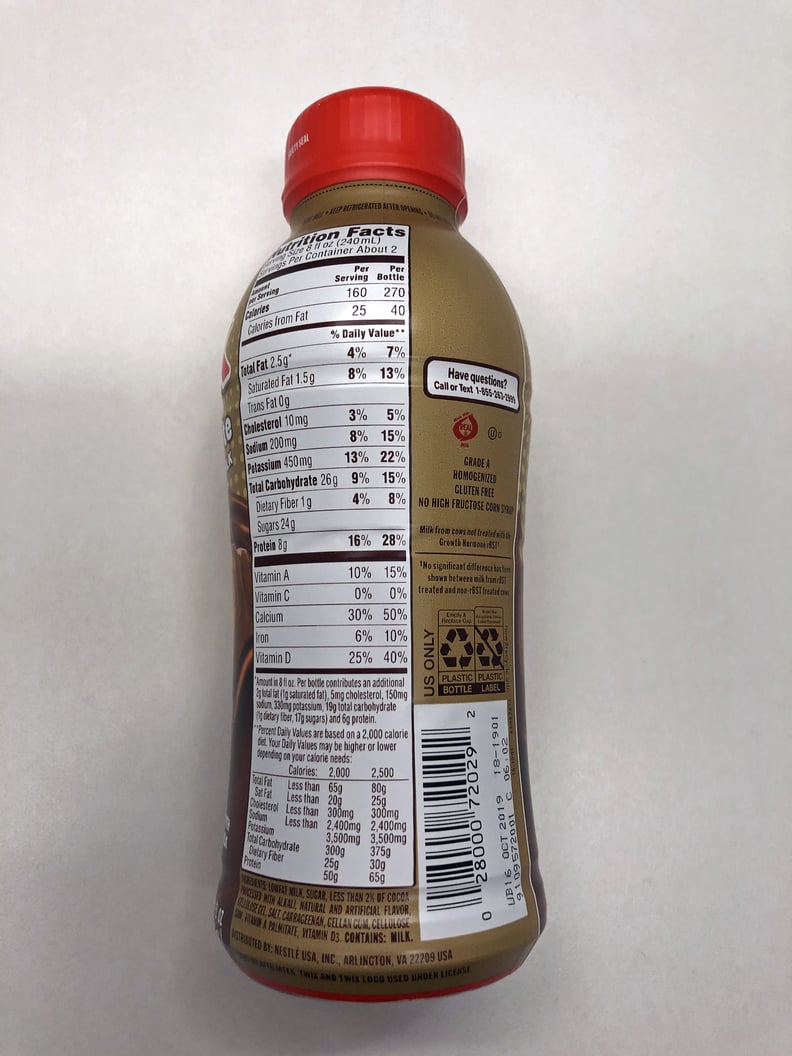 SAFETY SEAL
• KEEP REFRIGERATED AFTER OPENING •
Nutrition Facts
Serving Size 8 fl oz (240mL)
Servings Per Container About 2
Amount Per Serving Per Serving Per Bottle
Calories 160 270
Calories from Fat 25 40
% Daily Value**
Total Fat 2.5g* 4% 7%
Saturated Fat 1.5g 8% 13%
Trans Fat 0g
Cholesterol 10mg 3% 5%
Sodium 200mg 8% 15%
Potassium 450mg 13% 22%
Total Carbohydrate 26g 9% 15%
Dietary Fiber 1g 4% 8%
Sugars 24g
Protein 8g 16% 28%
Vitamin A 10% 15%
Vitamin C 0% 0%
Calcium 30% 50%
Iron 6% 10%
Vitamin D 25% 40%
*Amount in 8 fl oz. Per bottle contributes an additional
2g total fat (1g saturated fat), 5mg cholesterol, 150mg
sodium, 330mg potassium, 19g total carbohydrate
(1g dietary fiber, 17g sugars) and 6g protein.
**Percent Daily Values are based on a 2,000 calorie
diet. Your Daily Values may be higher or lower
depending on your calorie needs:
Calories: 2,000 2,500
Total Fat Less than 65g 80g
Sat Fat Less than 20g 25g
Cholesterol Less than 300mg 300mg
Sodium Less than 2,400mg 2,400mg
Potassium 3,500mg 3,500mg
Total Carbohydrate 300g 375g
Dietary Fiber 25g 30g
Protein 50g 65g
INGREDIENTS: LOWFAT MILK, SUGAR, LESS THAN 2% OF COCOA
PROCESSED WITH ALKALI, NATURAL AND ARTIFICIAL FLAVOR,
CELLULOSE GEL, SALT, CARRAGEENAN, GELLAN GUM, CELLULOSE
GUM, VITAMIN A PALMITATE, VITAMIN D3. CONTAINS: MILK.
DISTRIBUTED BY: NESTLÉ USA, INC., ARLINGTON, VA 22209 USA
AFFILIATES. TWIX AND TWIX LOGO USED UNDER LICENSE
Have questions?
Call or Text 1-855-263-2999
REAL
MILK
U D
GRADE A
HOMOGENIZED
GLUTEN FREE
NO HIGH FRUCTOSE CORN SYRUP
Milk from cows not treated with the
Growth Hormone rBST†
†No significant difference has been
shown between milk from rBST
treated and non-rBST treated cows
US ONLY
Empty &
Replace Cap
PLASTIC
BOTTLE
PLASTIC
LABEL
0 28000 72029 2
UB16 OCT 2019 18-1901
9109572001 C 06:02